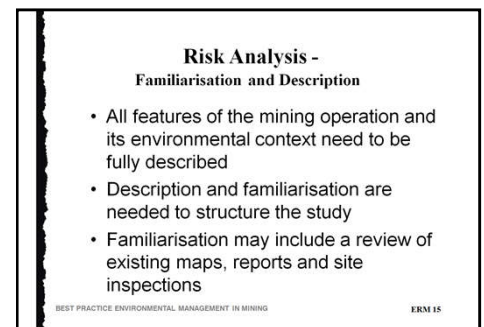 Risk Analysis -
Familiarisation and Description
• All features of the mining operation and
its environmental context need to be
fully described
• Description and familiarisation are
needed to structure the study
• Familiarisation may include a review of
existing maps, reports and site
inspections
BEST PRACTICE ENVIRONMENTAL MANAGEMENT IN MINING ERM 15